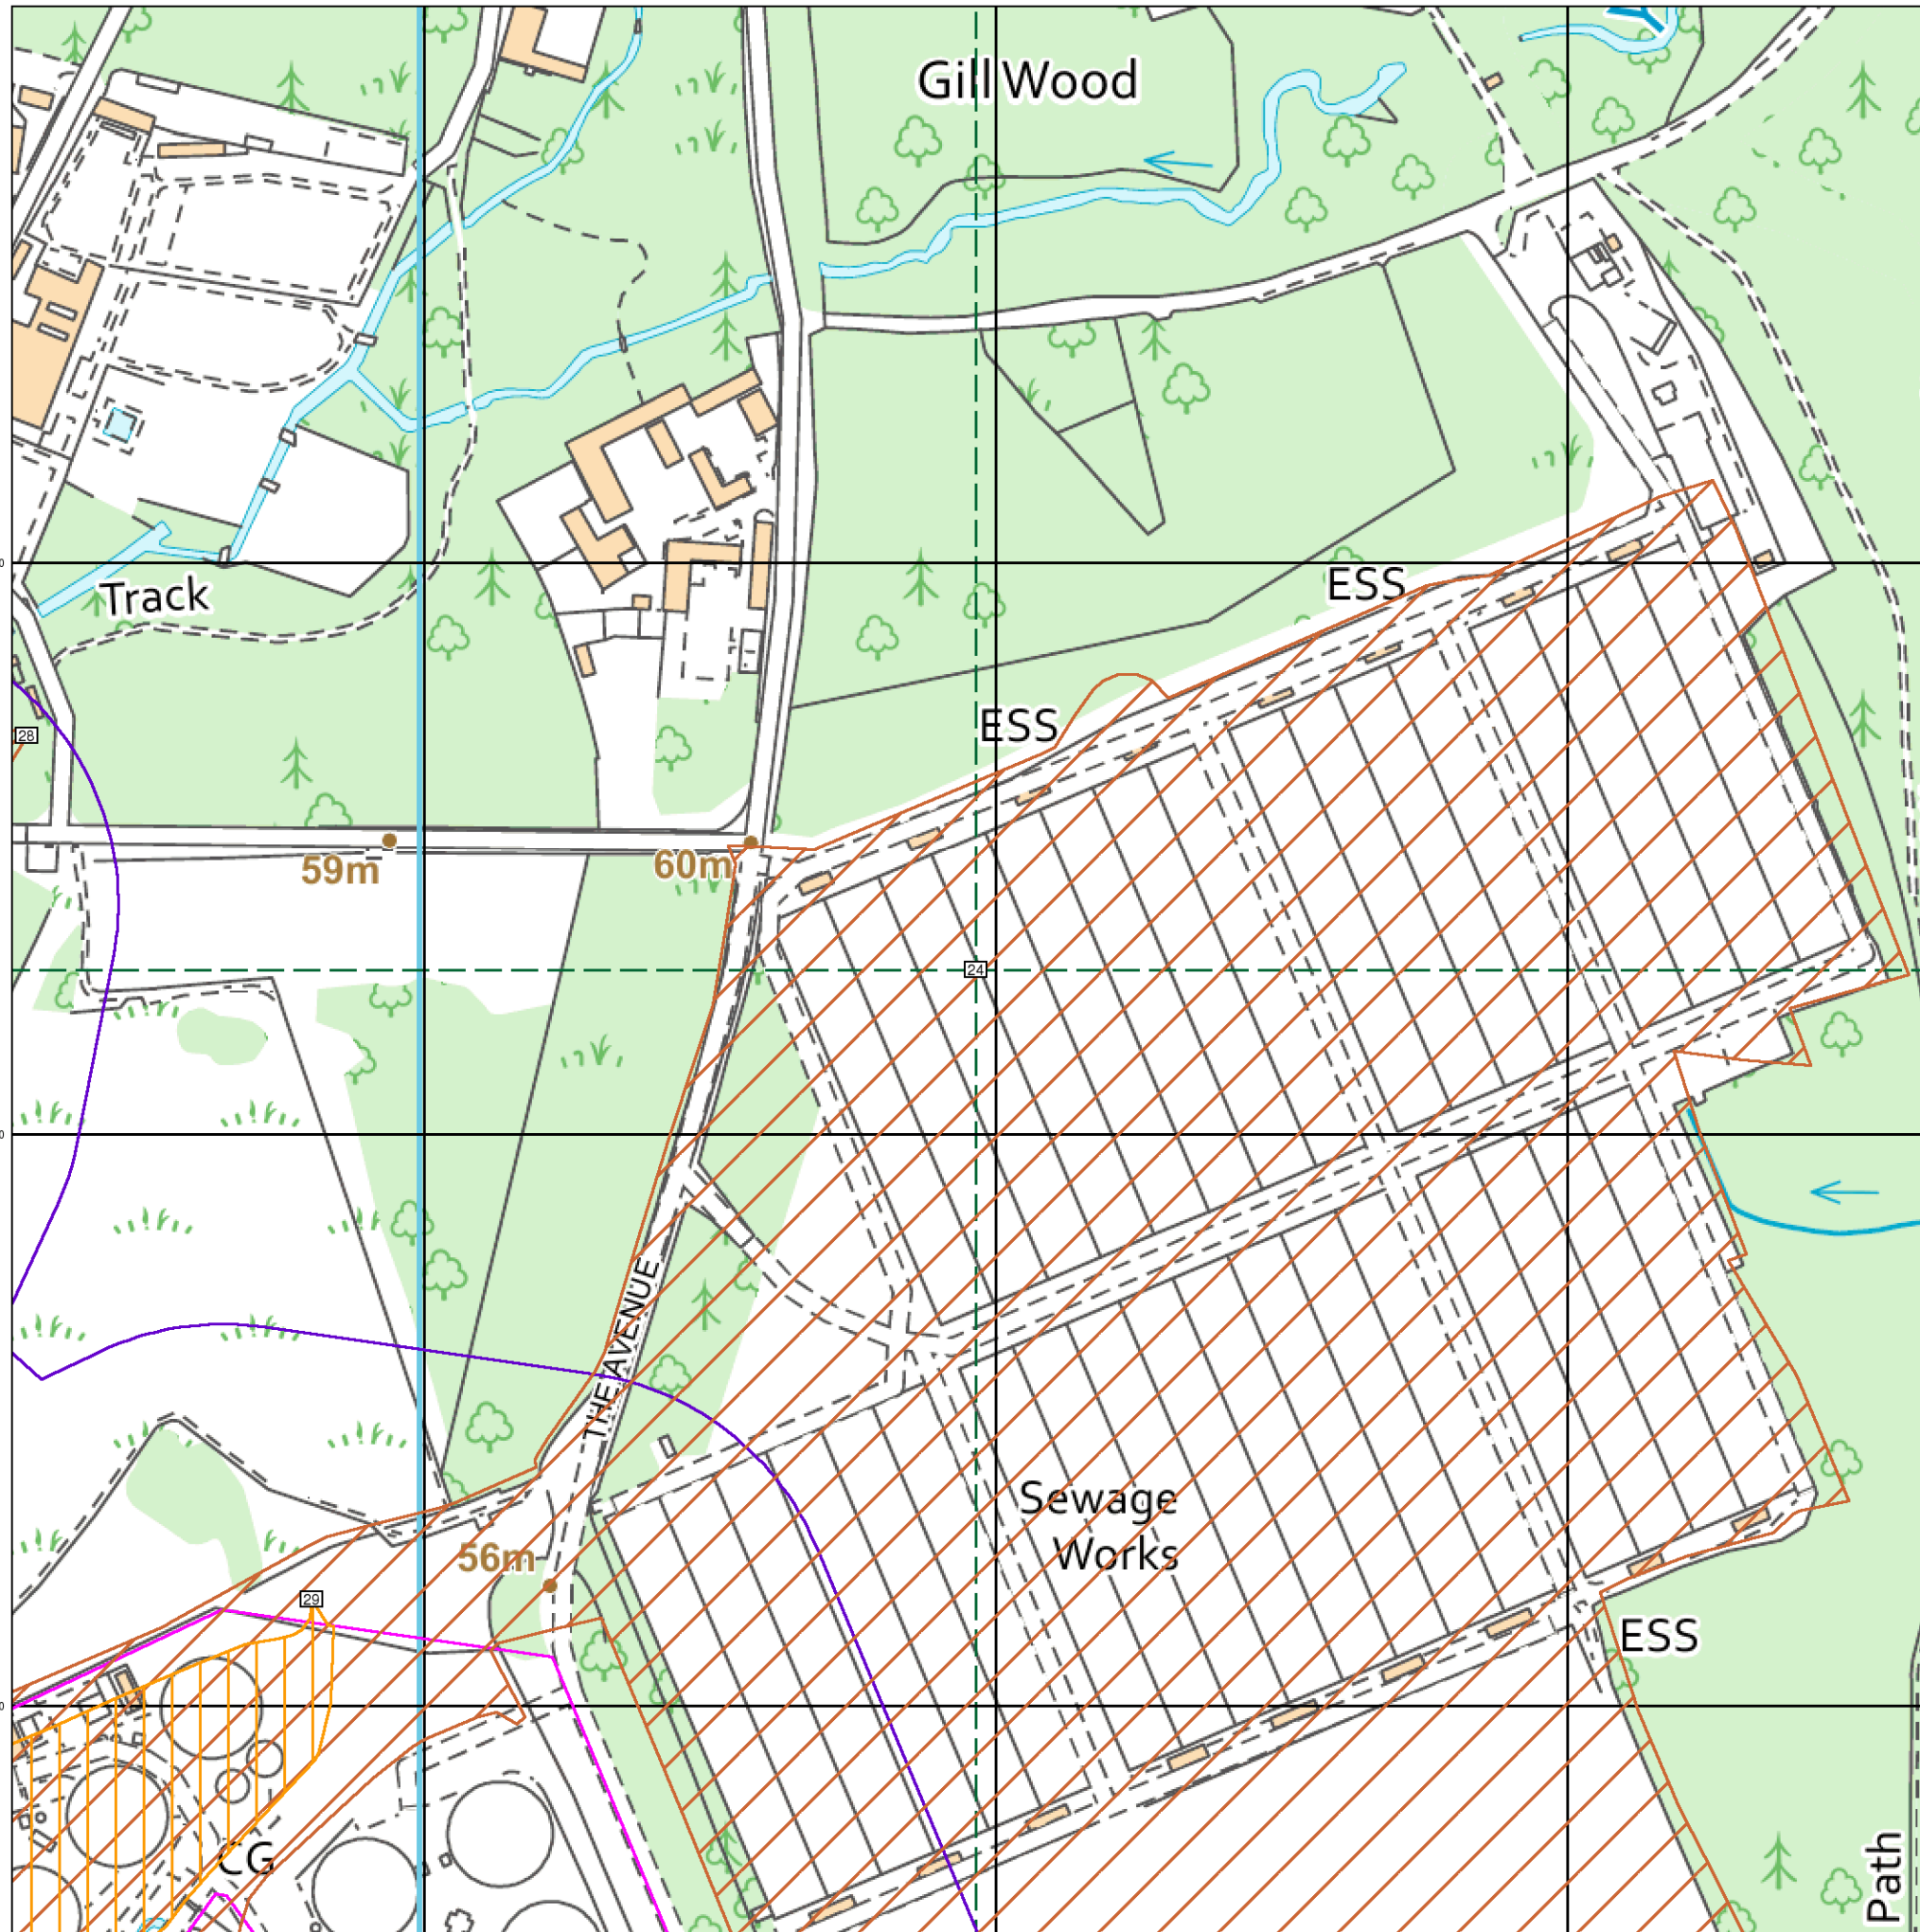 Gill Wood
Track
ESS
28
ESS
59m
60m
24
THE AVENUE
Sewage
Works
56m
29
ESS
CG
Path